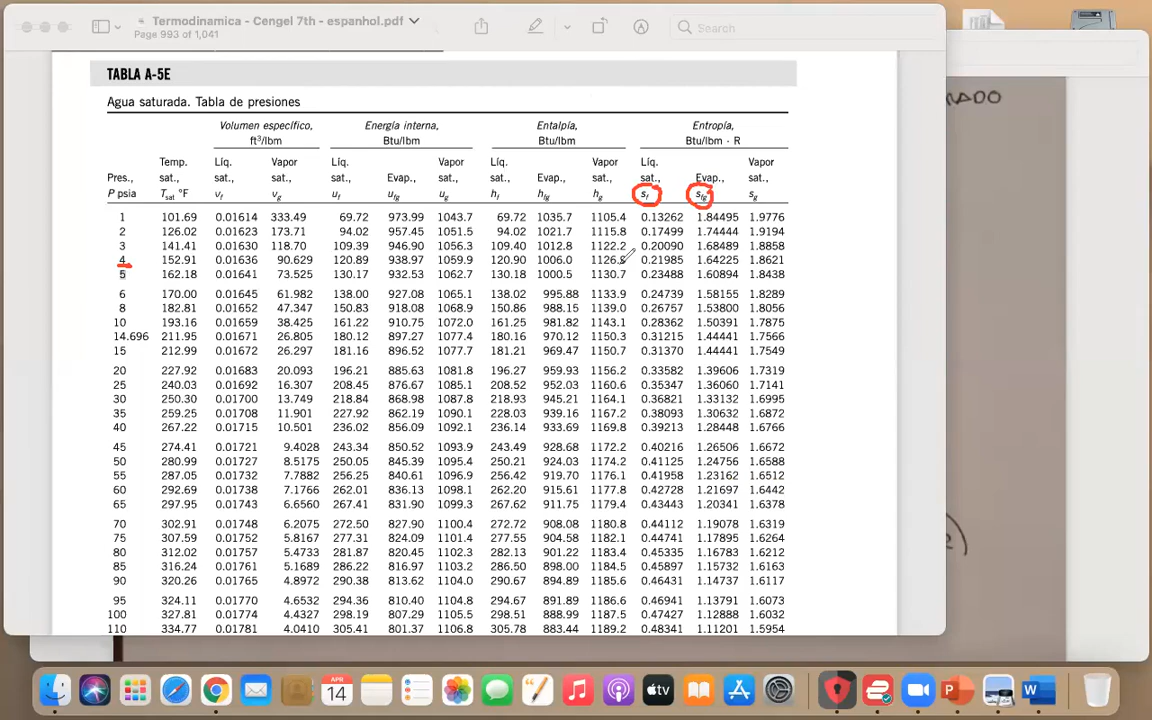 Termodinamica - Cengel 7th - espanhol.pdf
Page 993 of 1,041
Search
TABLA A-5E
Agua saturada. Tabla de presiones
Volumen específico, Energía interna, Entalpía, Entropía,
ft³/lbm Btu/lbm Btu/lbm Btu/lbm · R
Temp. Líq. Vapor Líq. Vapor Líq. Vapor Líq. Vapor
Pres., sat., sat., sat., sat., Evap., sat., sat., Evap., sat., sat., Evap., sat.,
P psia Tsat °F vf vg uf ufg ug hf hfg hg sf sfg sg
1 101.69 0.01614 333.49 69.72 973.99 1043.7 69.72 1035.7 1105.4 0.13262 1.84495 1.9776
2 126.02 0.01623 173.71 94.02 957.45 1051.5 94.02 1021.7 1115.8 0.17499 1.74444 1.9194
3 141.41 0.01630 118.70 109.39 946.90 1056.3 109.40 1012.8 1122.2 0.20090 1.68489 1.8858
4 152.91 0.01636 90.629 120.89 938.97 1059.9 120.90 1006.0 0.21985 1.64225 1.8621
5 162.18 0.01641 73.525 130.17 932.53 1062.7 130.18 1000.5 1130.7 0.23488 1.60894 1.8438
6 170.00 0.01645 61.982 138.00 927.08 1065.1 138.02 995.88 1133.9 0.24739 1.58155 1.8289
8 182.81 0.01652 47.347 150.83 918.08 1068.9 150.86 988.15 1139.0 0.26757 1.53800 1.8056
10 193.16 0.01659 38.425 161.22 910.75 1072.0 161.25 981.82 1143.1 0.28362 1.50391 1.7875
14.696 211.95 0.01671 26.805 180.12 897.27 1077.4 180.16 970.12 1150.3 0.31215 1.44441 1.7566
15 212.99 0.01672 26.297 181.16 896.52 1077.7 181.21 969.47 1150.7 0.31370 1.44441 1.7549
20 227.92 0.01683 20.093 196.21 885.63 1081.8 196.27 959.93 1156.2 0.33582 1.39606 1.7319
25 240.03 0.01692 16.307 208.45 876.67 1085.1 208.52 952.03 1160.6 0.35347 1.36060 1.7141
30 250.30 0.01700 13.749 218.84 868.98 1087.8 218.93 945.21 1164.1 0.36821 1.33132 1.6995
35 259.25 0.01708 11.901 227.92 862.19 1090.1 228.03 939.16 1167.2 0.38093 1.30632 1.6872
40 267.22 0.01715 10.501 236.02 856.09 1092.1 236.14 933.69 1169.8 0.39213 1.28448 1.6766
45 274.41 0.01721 9.4028 243.34 850.52 1093.9 243.49 928.68 1172.2 0.40216 1.26506 1.6672
50 280.99 0.01727 8.5175 250.05 845.39 1095.4 250.21 924.03 1174.2 0.41125 1.24756 1.6588
55 287.05 0.01732 7.7882 256.25 840.61 1096.9 256.42 919.70 1176.1 0.41958 1.23162 1.6512
60 292.69 0.01738 7.1766 262.01 836.13 1098.1 262.20 915.61 1177.8 0.42728 1.21697 1.6442
65 297.95 0.01743 6.6560 267.41 831.90 1099.3 267.62 911.75 1179.4 0.43443 1.20341 1.6378
70 302.91 0.01748 6.2075 272.50 827.90 1100.4 272.72 908.08 1180.8 0.44112 1.19078 1.6319
75 307.59 0.01752 5.8167 277.31 824.09 1101.4 277.55 904.58 1182.1 0.44741 1.17895 1.6264
80 312.02 0.01757 5.4733 281.87 820.45 1102.3 282.13 901.22 1183.4 0.45335 1.16783 1.6212
85 316.24 0.01761 5.1689 286.22 816.97 1103.2 286.50 898.00 1184.5 0.45897 1.15732 1.6163
90 320.26 0.01765 4.8972 290.38 813.62 1104.0 290.67 894.89 1185.6 0.46431 1.14737 1.6117
95 324.11 0.01770 4.6532 294.36 810.40 1104.8 294.67 891.89 1186.6 0.46941 1.13791 1.6073
100 327.81 0.01774 4.4327 298.19 807.29 1105.5 298.51 888.99 1187.5 0.47427 1.12888 1.6032
110 334.77 0.01781 4.0410 305.41 801.37 1106.8 305.78 883.44 1189.2 0.48341 1.11201 1.5954
APR
14
tv
P
W